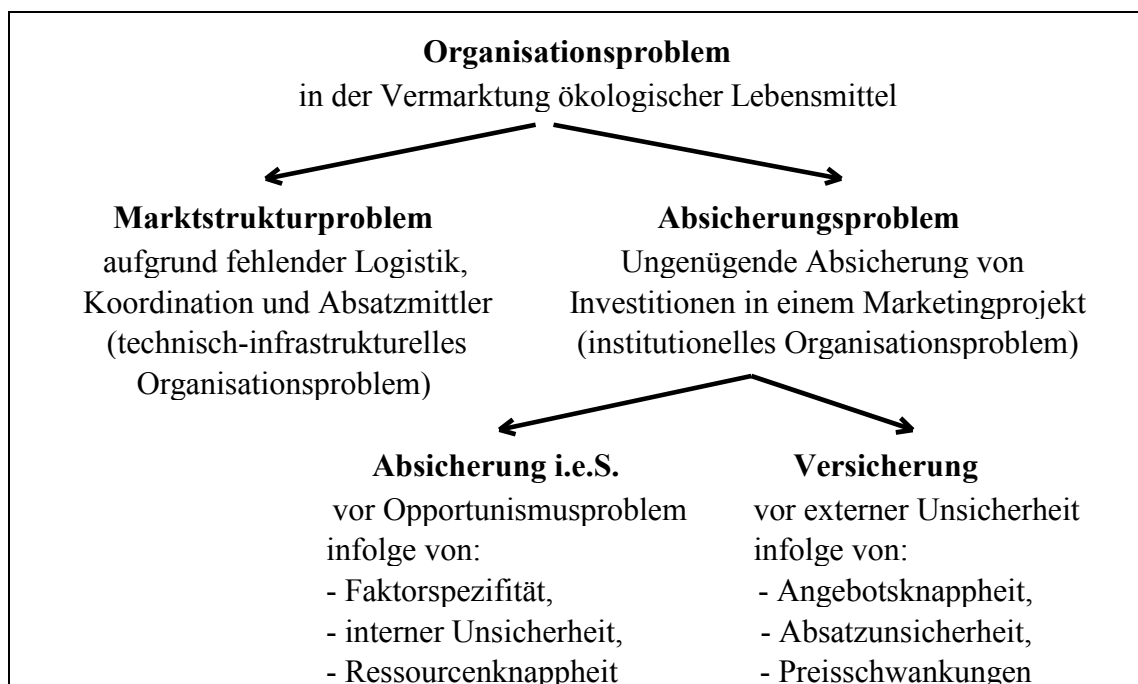 Organisationsproblem
in der Vermarktung ökologischer Lebensmittel
Marktstrukturproblem
aufgrund fehlender Logistik,
Koordination und Absatzmittler
(technisch-infrastrukturelles
Organisationsproblem)
Absicherungsproblem
Ungenügende Absicherung von
Investitionen in einem Marketingprojekt
(institutionelles Organisationsproblem)
Absicherung i.e.S.
vor Opportunismusproblem
infolge von:
- Faktorspezifität,
- interner Unsicherheit,
- Ressourcenknappheit
Versicherung
vor externer Unsicherheit
infolge von:
- Angebotsknappheit,
- Absatzunsicherheit,
- Preisschwankungen